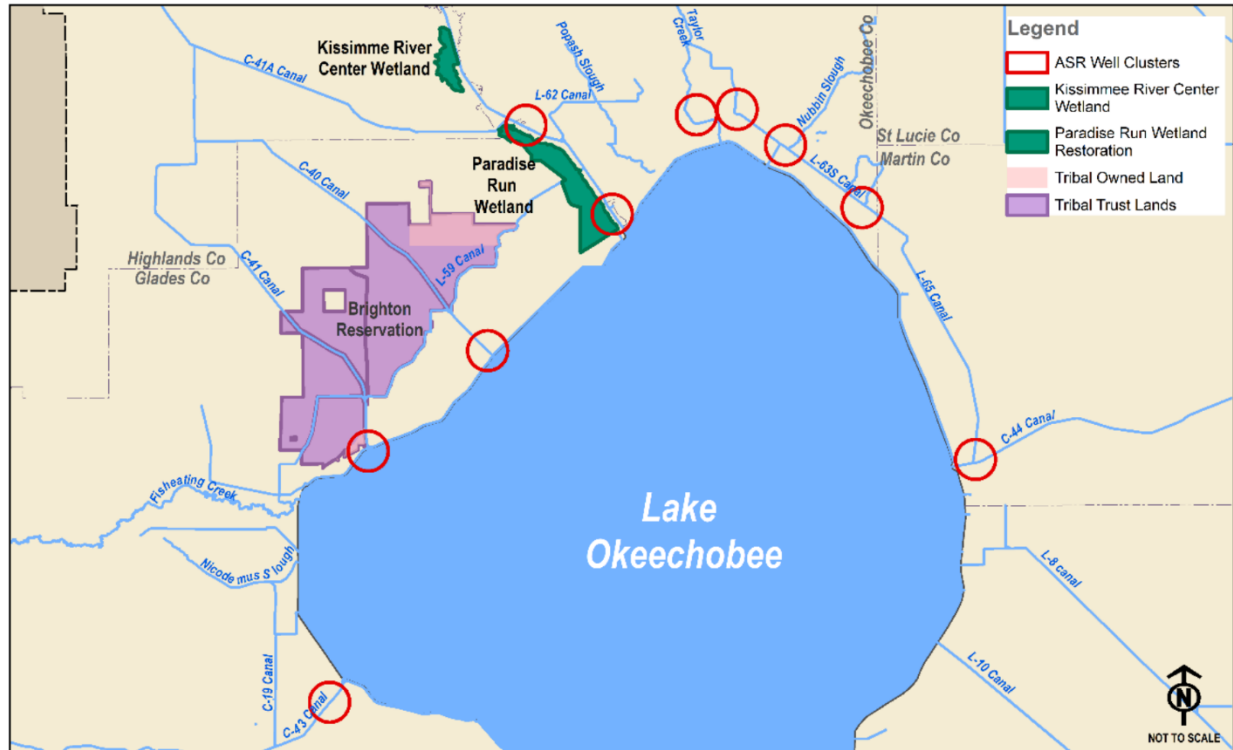 Kissimme River
Center Wetland
C-41A Canal
L-62 Canal
Popash Slough
Taylor
Creek
Nubbin Slough
Okeechobee Co
St Lucie Co
Martin Co
L-63S Canal
L-65 Canal
C-44 Canal
Paradise
Run
Wetland
C-40 Canal
C-41 Canal
L-59 Canal
Highlands Co
Glades Co
Brighton
Reservation
Fisheating Creek
Nicodemus Slough
C-19 Canal
C-43 Canal
Lake
Okeechobee
L-8 canal
L-10 Canal
Legend
ASR Well Clusters
Kissimmee River Center
Wetland
Paradise Run Wetland
Restoration
Tribal Owned Land
Tribal Trust Lands
N
NOT TO SCALE